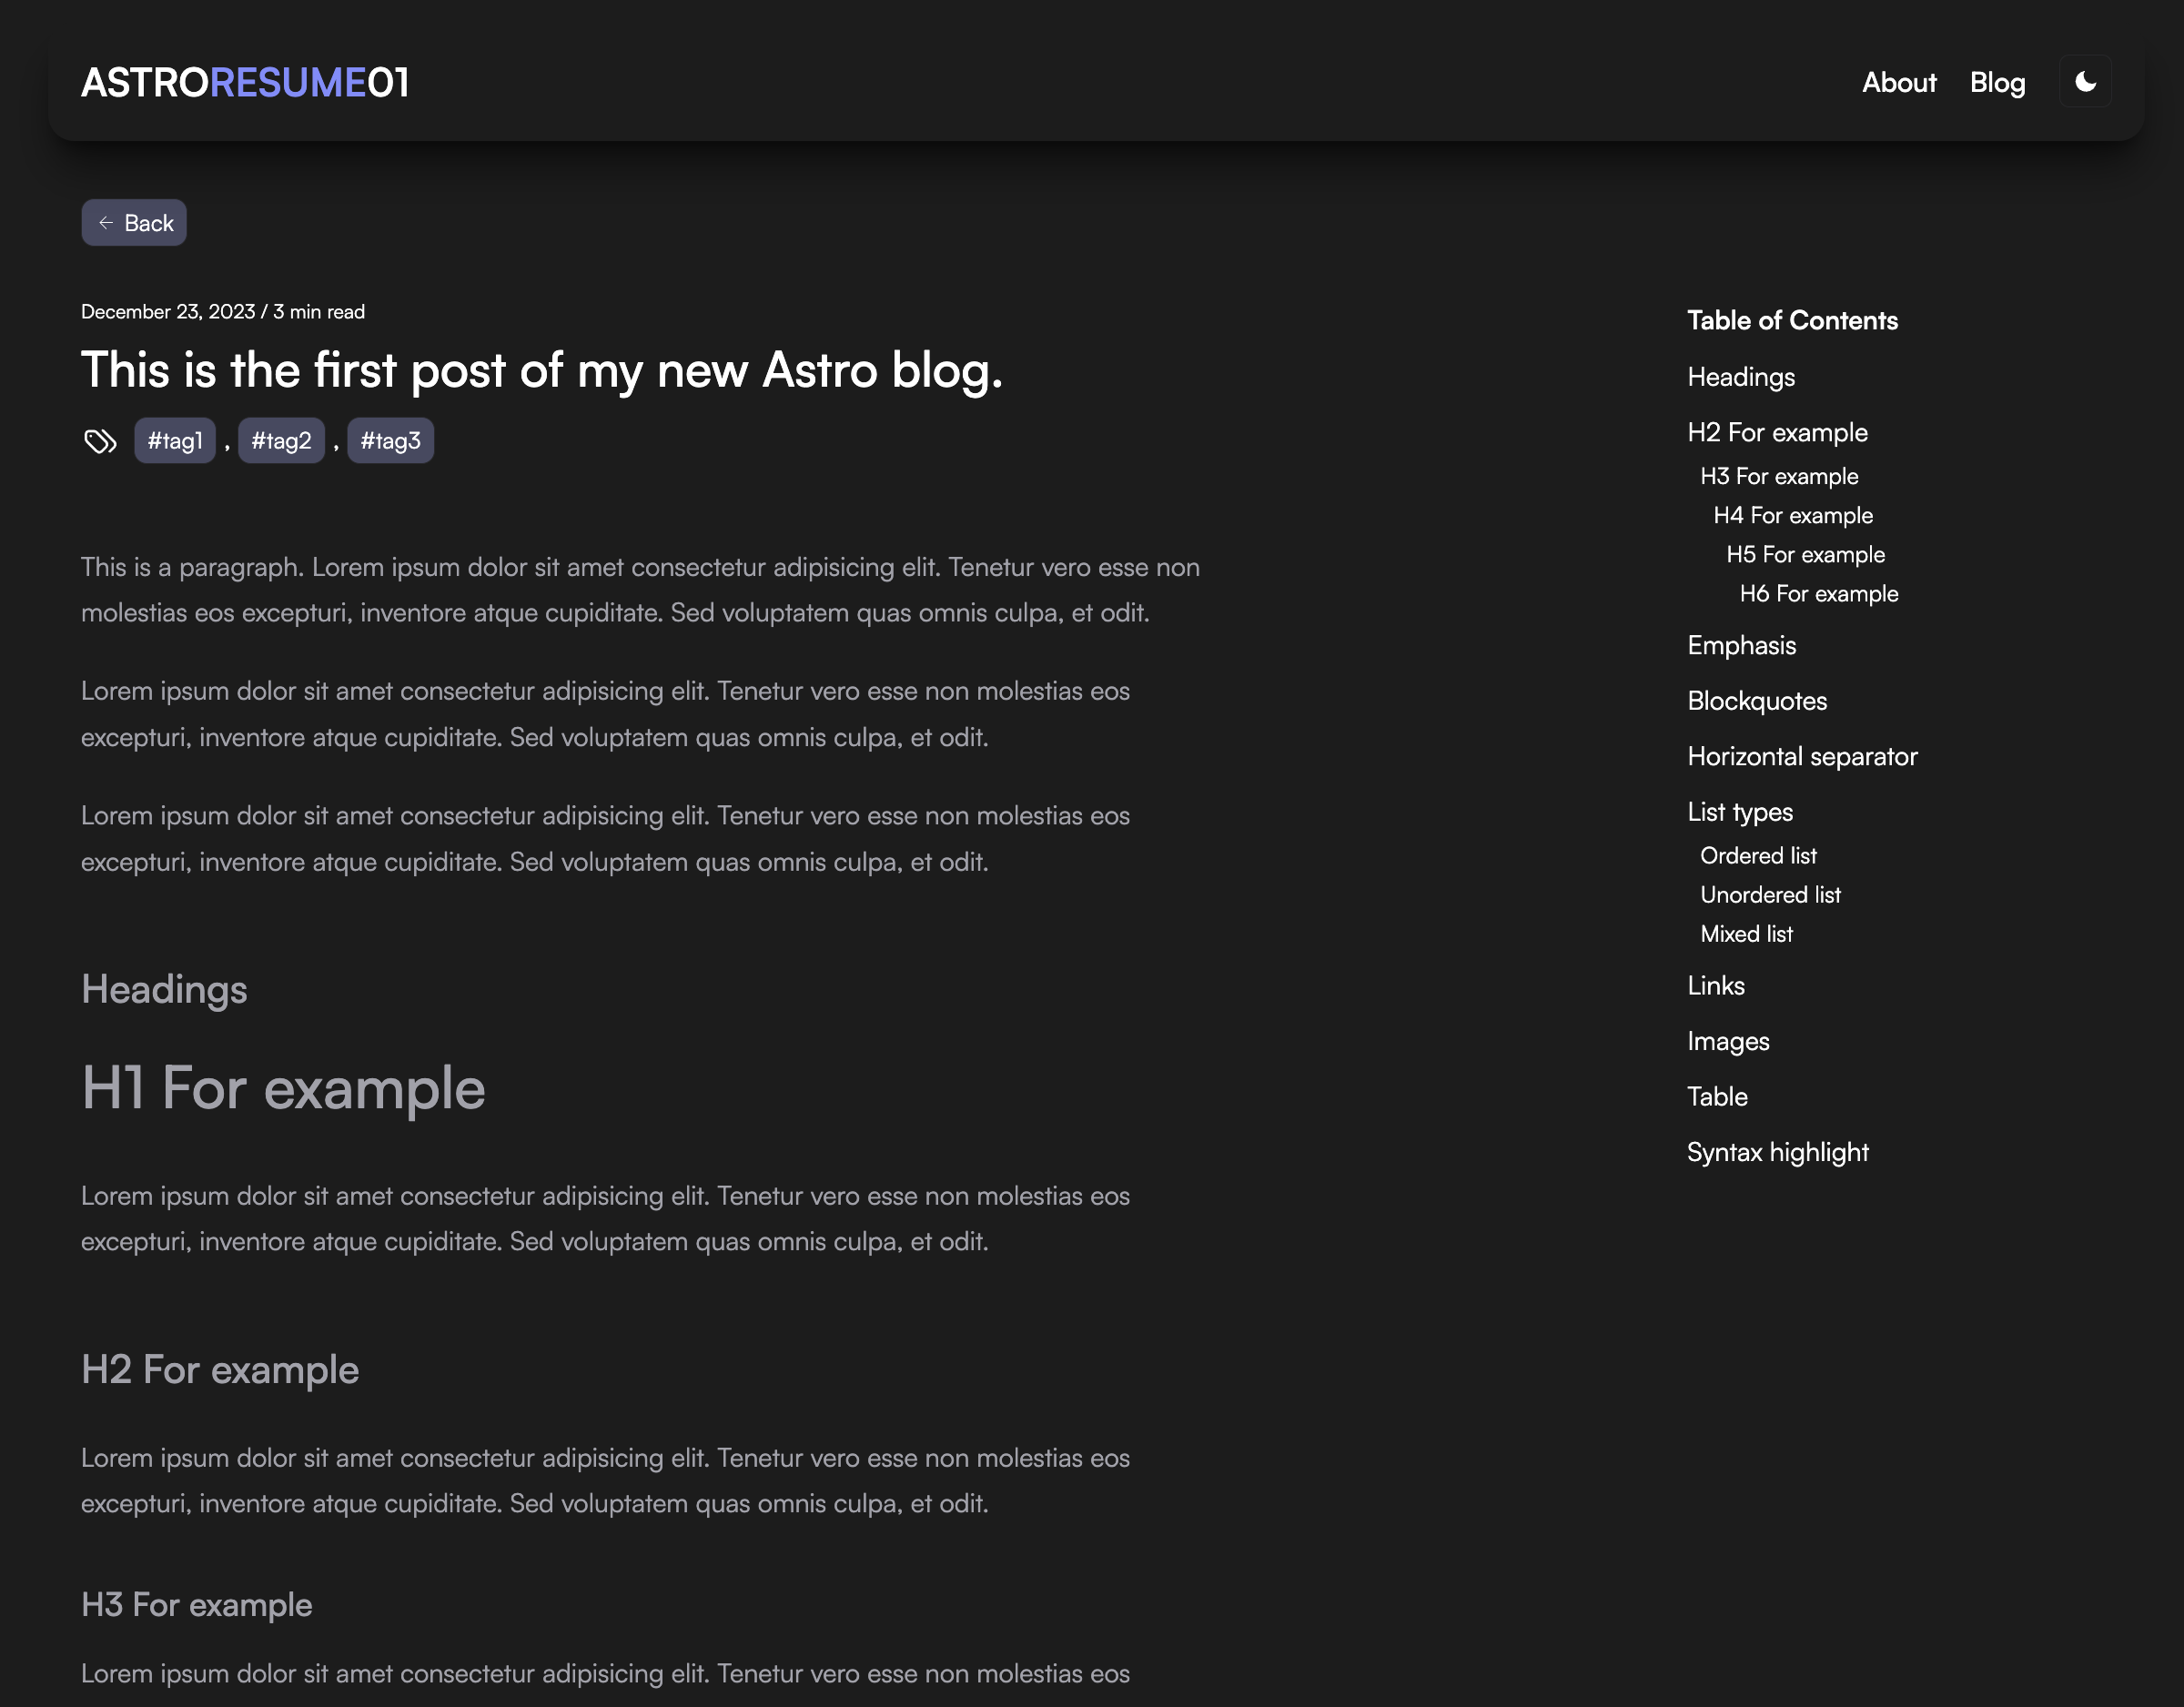 ASTRORESUME01
About Blog
Back
December 23, 2023 / 3 min read
This is the first post of my new Astro blog.
#tag1 , #tag2 , #tag3
This is a paragraph. Lorem ipsum dolor sit amet consectetur adipisicing elit. Tenetur vero esse non
molestias eos excepturi, inventore atque cupiditate. Sed voluptatem quas omnis culpa, et odit.
Lorem ipsum dolor sit amet consectetur adipisicing elit. Tenetur vero esse non molestias eos
excepturi, inventore atque cupiditate. Sed voluptatem quas omnis culpa, et odit.
Lorem ipsum dolor sit amet consectetur adipisicing elit. Tenetur vero esse non molestias eos
excepturi, inventore atque cupiditate. Sed voluptatem quas omnis culpa, et odit.
Headings
H1 For example
Lorem ipsum dolor sit amet consectetur adipisicing elit. Tenetur vero esse non molestias eos
excepturi, inventore atque cupiditate. Sed voluptatem quas omnis culpa, et odit.
H2 For example
Lorem ipsum dolor sit amet consectetur adipisicing elit. Tenetur vero esse non molestias eos
excepturi, inventore atque cupiditate. Sed voluptatem quas omnis culpa, et odit.
H3 For example
Lorem ipsum dolor sit amet consectetur adipisicing elit. Tenetur vero esse non molestias eos
Table of Contents
Headings
H2 For example
H3 For example
H4 For example
H5 For example
H6 For example
Emphasis
Blockquotes
Horizontal separator
List types
Ordered list
Unordered list
Mixed list
Links
Images
Table
Syntax highlight